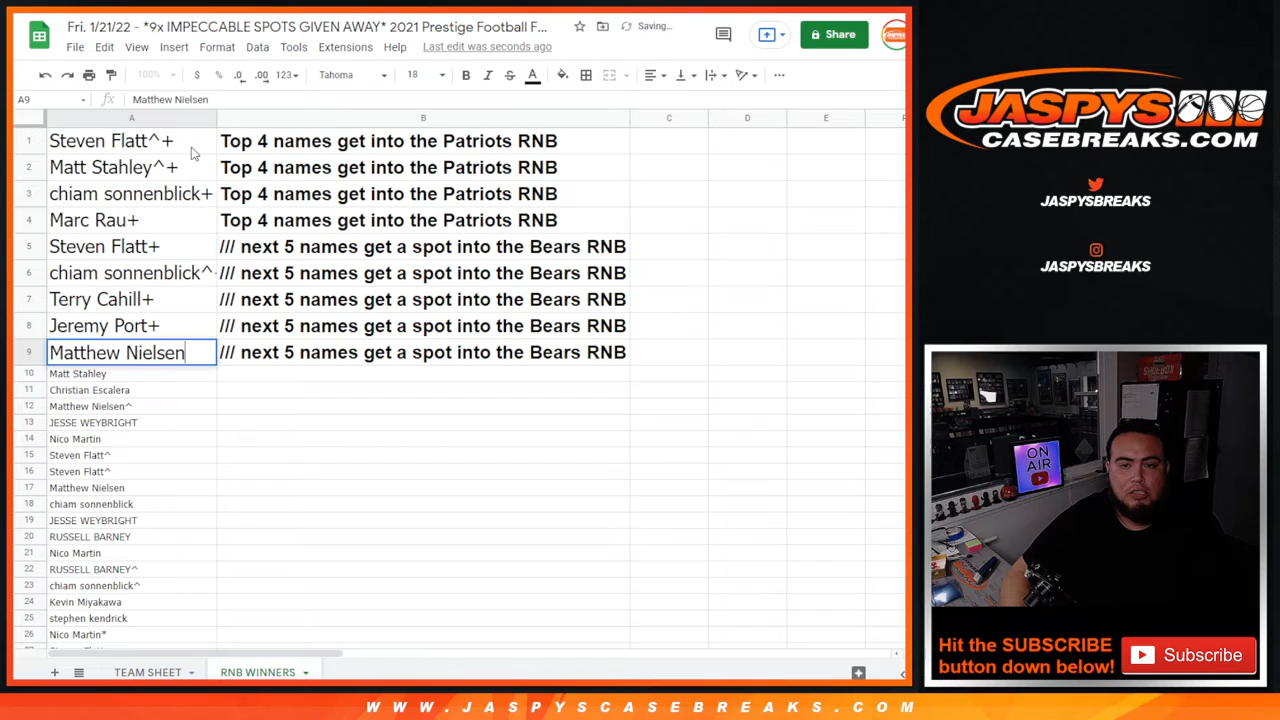 Fri. 1/21/22 - *9x IMPECCABLE SPOTS GIVEN AWAY* 2021 Prestige Football F...
Saving...
Share
File Edit View Insert Format Data Tools Extensions Help Last edit was seconds ago
100% $ % .0 .00 123 Tahoma 18 B I S A
A9 fx Matthew Nielsen
A B C D E
1 Steven Flatt^+ Top 4 names get into the Patriots RNB
2 Matt Stahley^+ Top 4 names get into the Patriots RNB
3 chiam sonnenblick+ Top 4 names get into the Patriots RNB
4 Marc Rau+ Top 4 names get into the Patriots RNB
5 Steven Flatt+ /// next 5 names get a spot into the Bears RNB
6 chiam sonnenblick^ /// next 5 names get a spot into the Bears RNB
7 Terry Cahill+ /// next 5 names get a spot into the Bears RNB
8 Jeremy Port+ /// next 5 names get a spot into the Bears RNB
9 Matthew Nielsen /// next 5 names get a spot into the Bears RNB
10 Matt Stahley
11 Christian Escalera
12 Matthew Nielsen^
13 JESSE WEYBRIGHT
14 Nico Martin
15 Steven Flatt^
16 Steven Flatt^
17 Matthew Nielsen
18 chiam sonnenblick
19 JESSE WEYBRIGHT
20 RUSSELL BARNEY
21 Nico Martin
22 RUSSELL BARNEY^
23 chiam sonnenblick^
24 Kevin Miyakawa
25 stephen kendrick
26 Nico Martin*
TEAM SHEET RNB WINNERS
JASPYS
CASEBREAKS.COM
JASPYSBREAKS
JASPYSBREAKS
ON
AIR
Hit the SUBSCRIBE
button down below!
Subscribe
WWW.JASPYSCASEBREAKS.COM